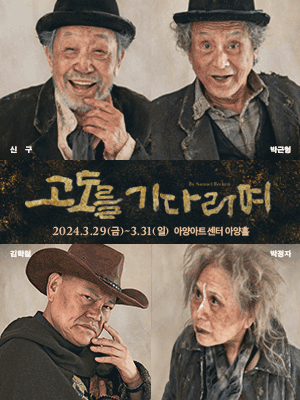 신 구
박근형
By Samuel Beckett
고도를 기다리며
2024.3.29(금)~3.31(일) 아양아트센터 아양홀
김학철
박정자